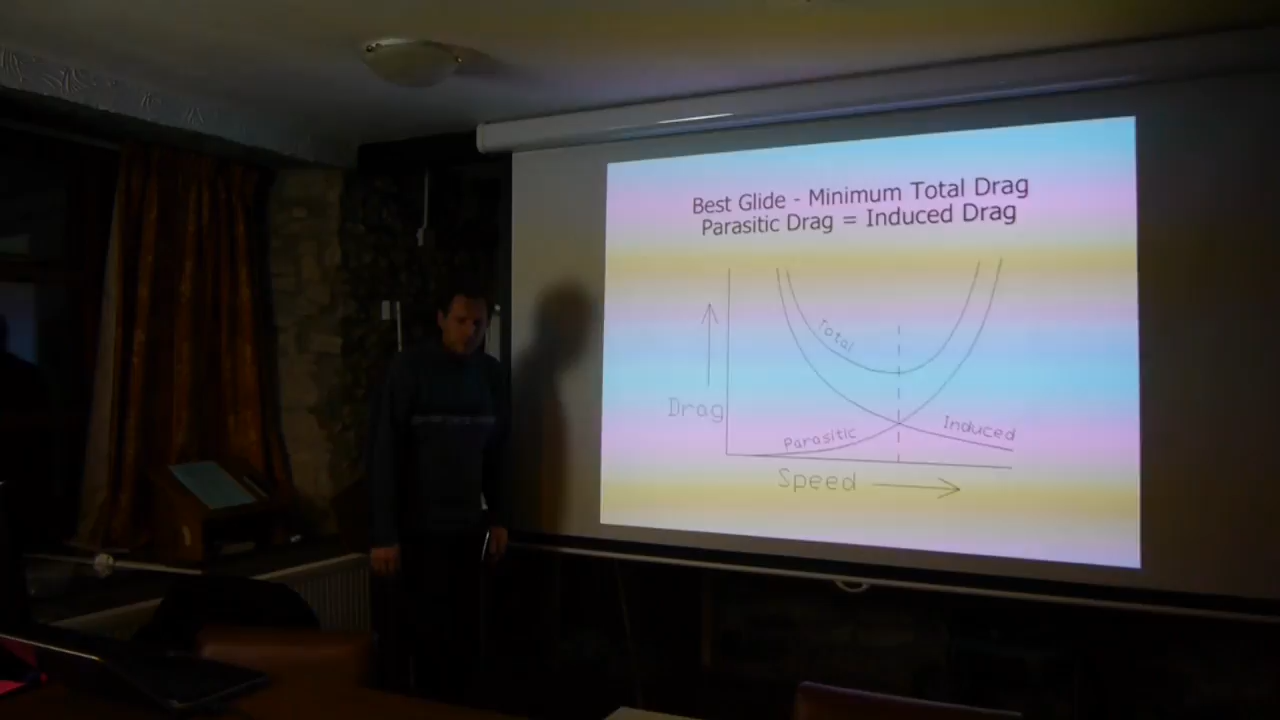 Best Glide - Minimum Total Drag
Parasitic Drag = Induced Drag
Total
Drag
Parasitic
Induced
Speed